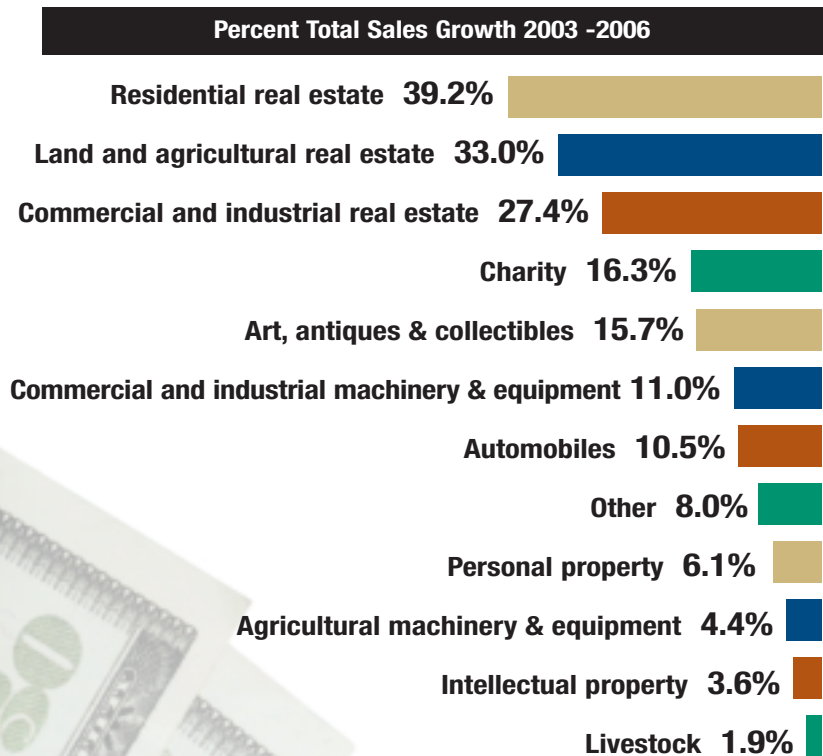 Percent Total Sales Growth 2003 -2006
Residential real estate 39.2%
Land and agricultural real estate 33.0%
Commercial and industrial real estate 27.4%
Charity 16.3%
Art, antiques & collectibles 15.7%
Commercial and industrial machinery & equipment 11.0%
Automobiles 10.5%
Other 8.0%
Personal property 6.1%
Agricultural machinery & equipment 4.4%
Intellectual property 3.6%
Livestock 1.9%